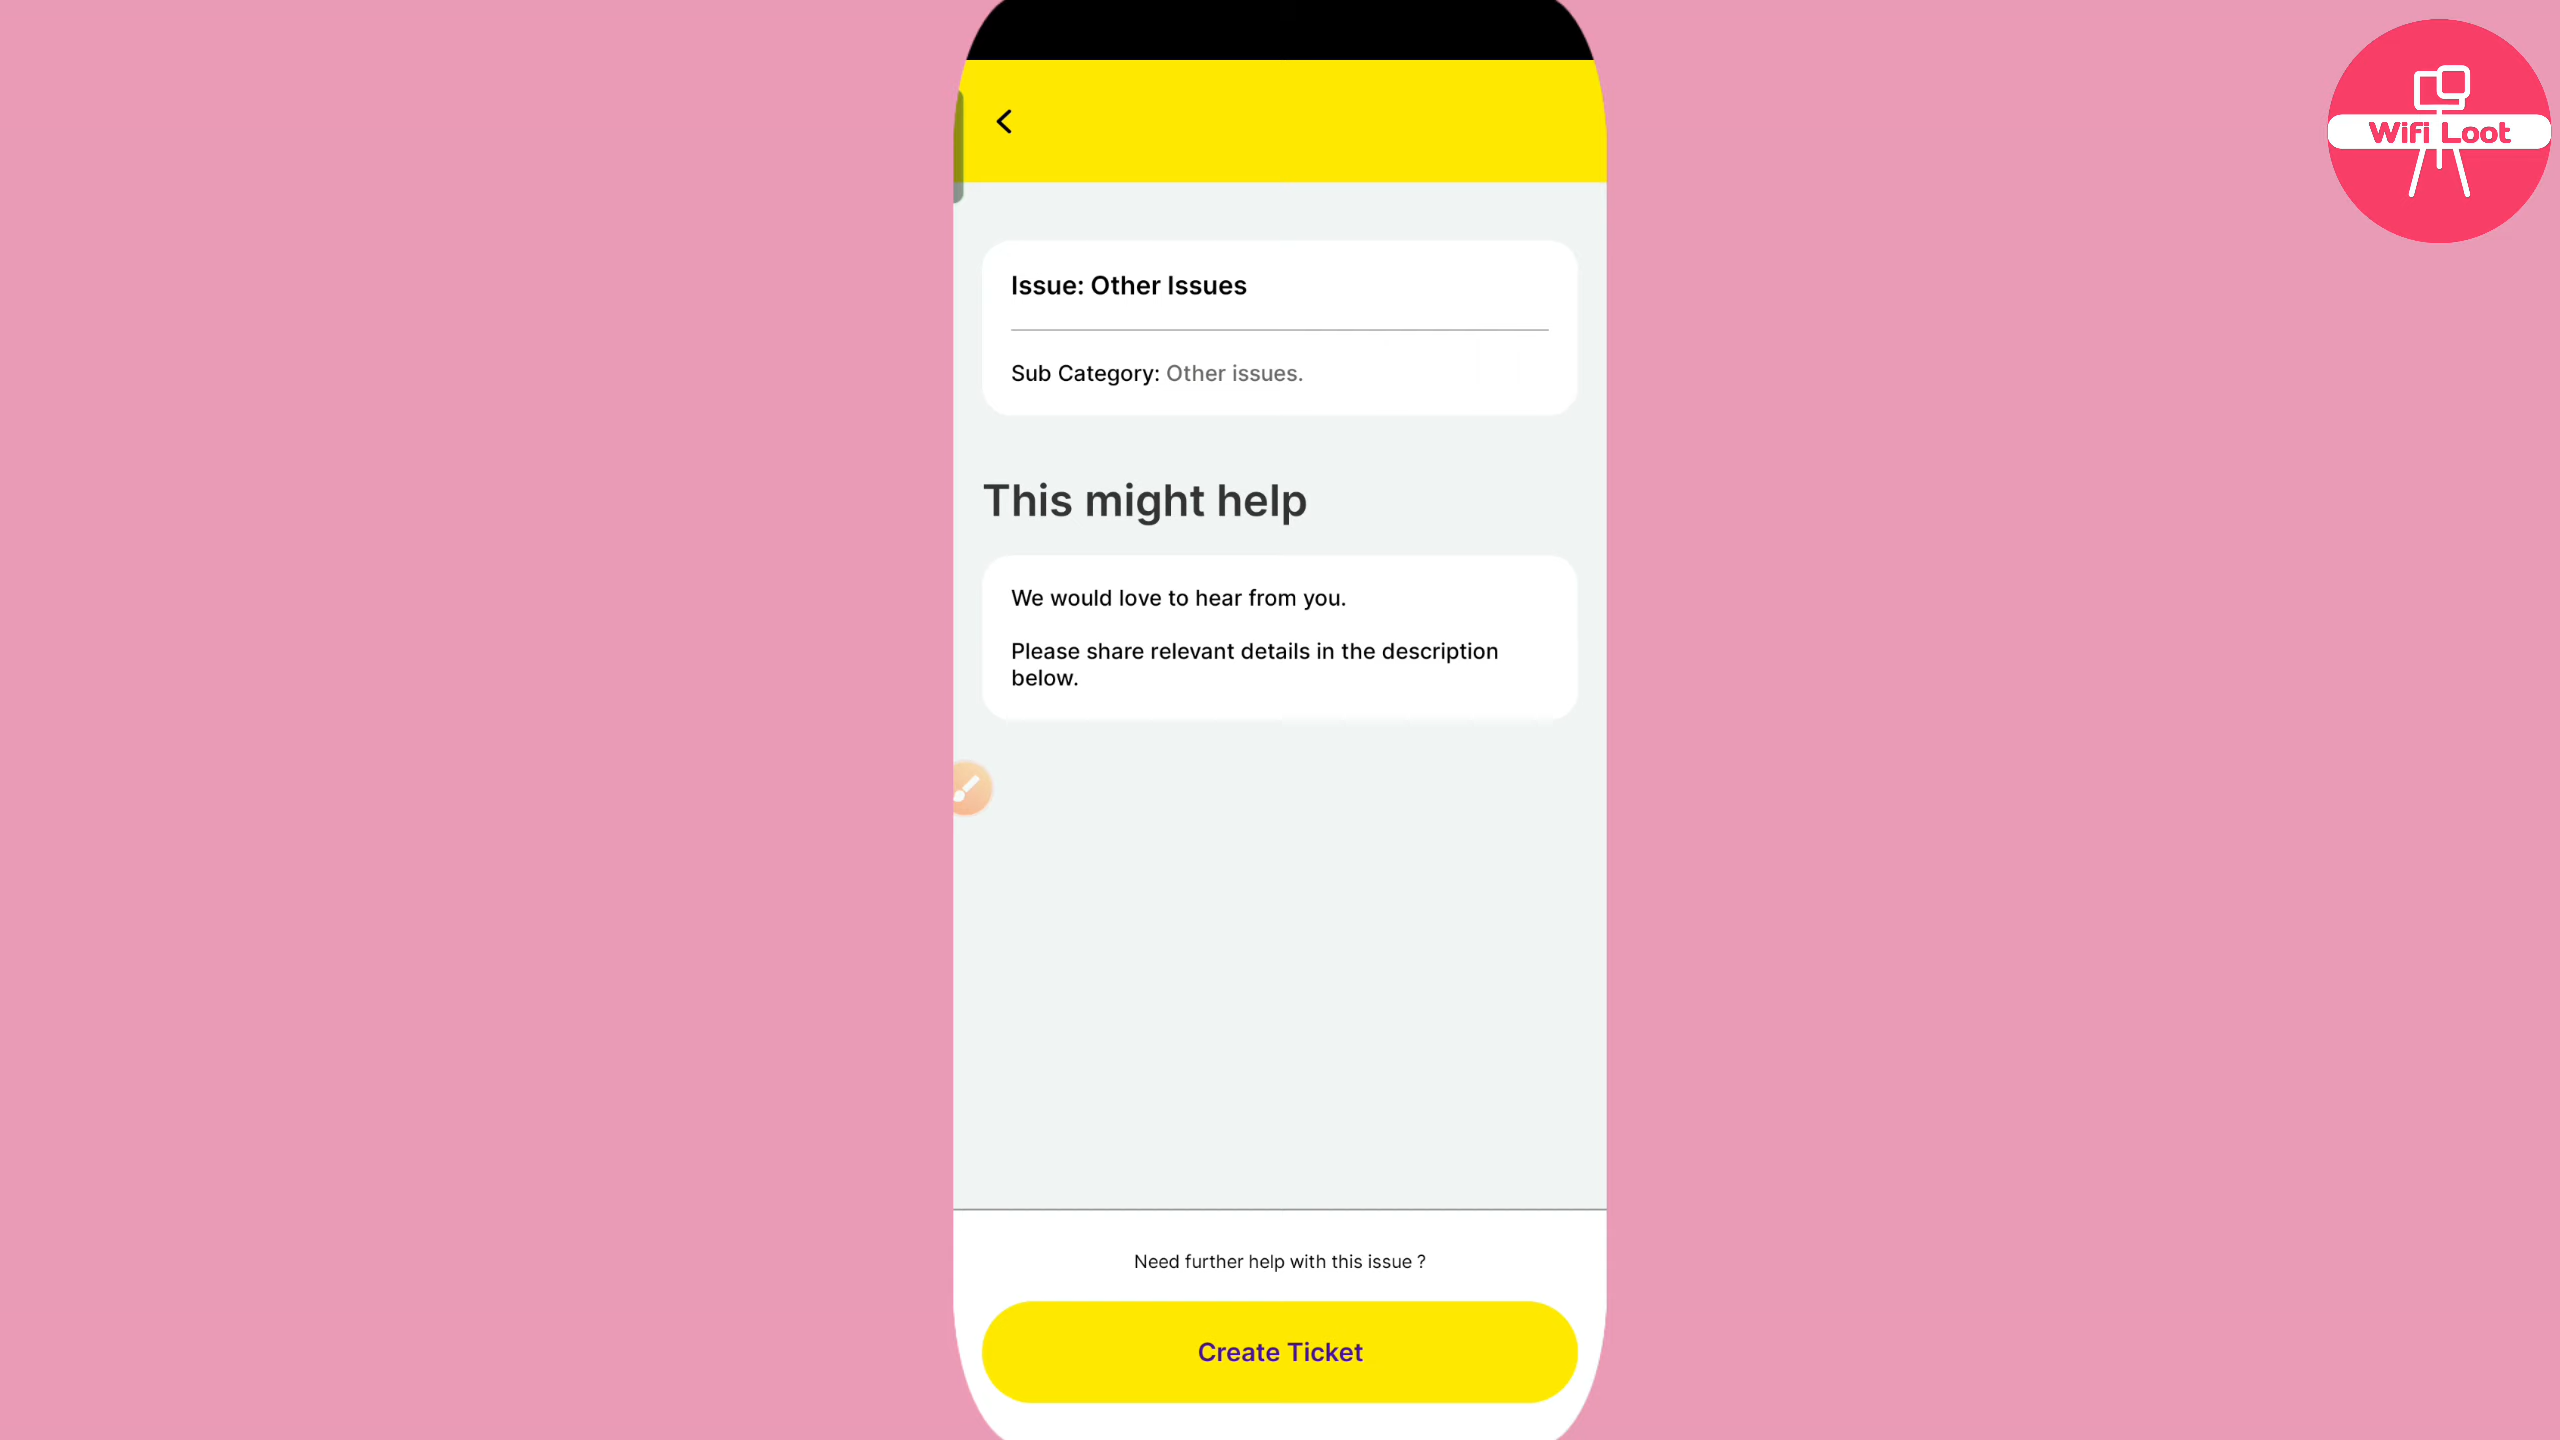 Wifi Loot
Issue: Other Issues
Sub Category: Other issues.
This might help
We would love to hear from you.
Please share relevant details in the description
below.
Need further help with this issue ?
Create Ticket